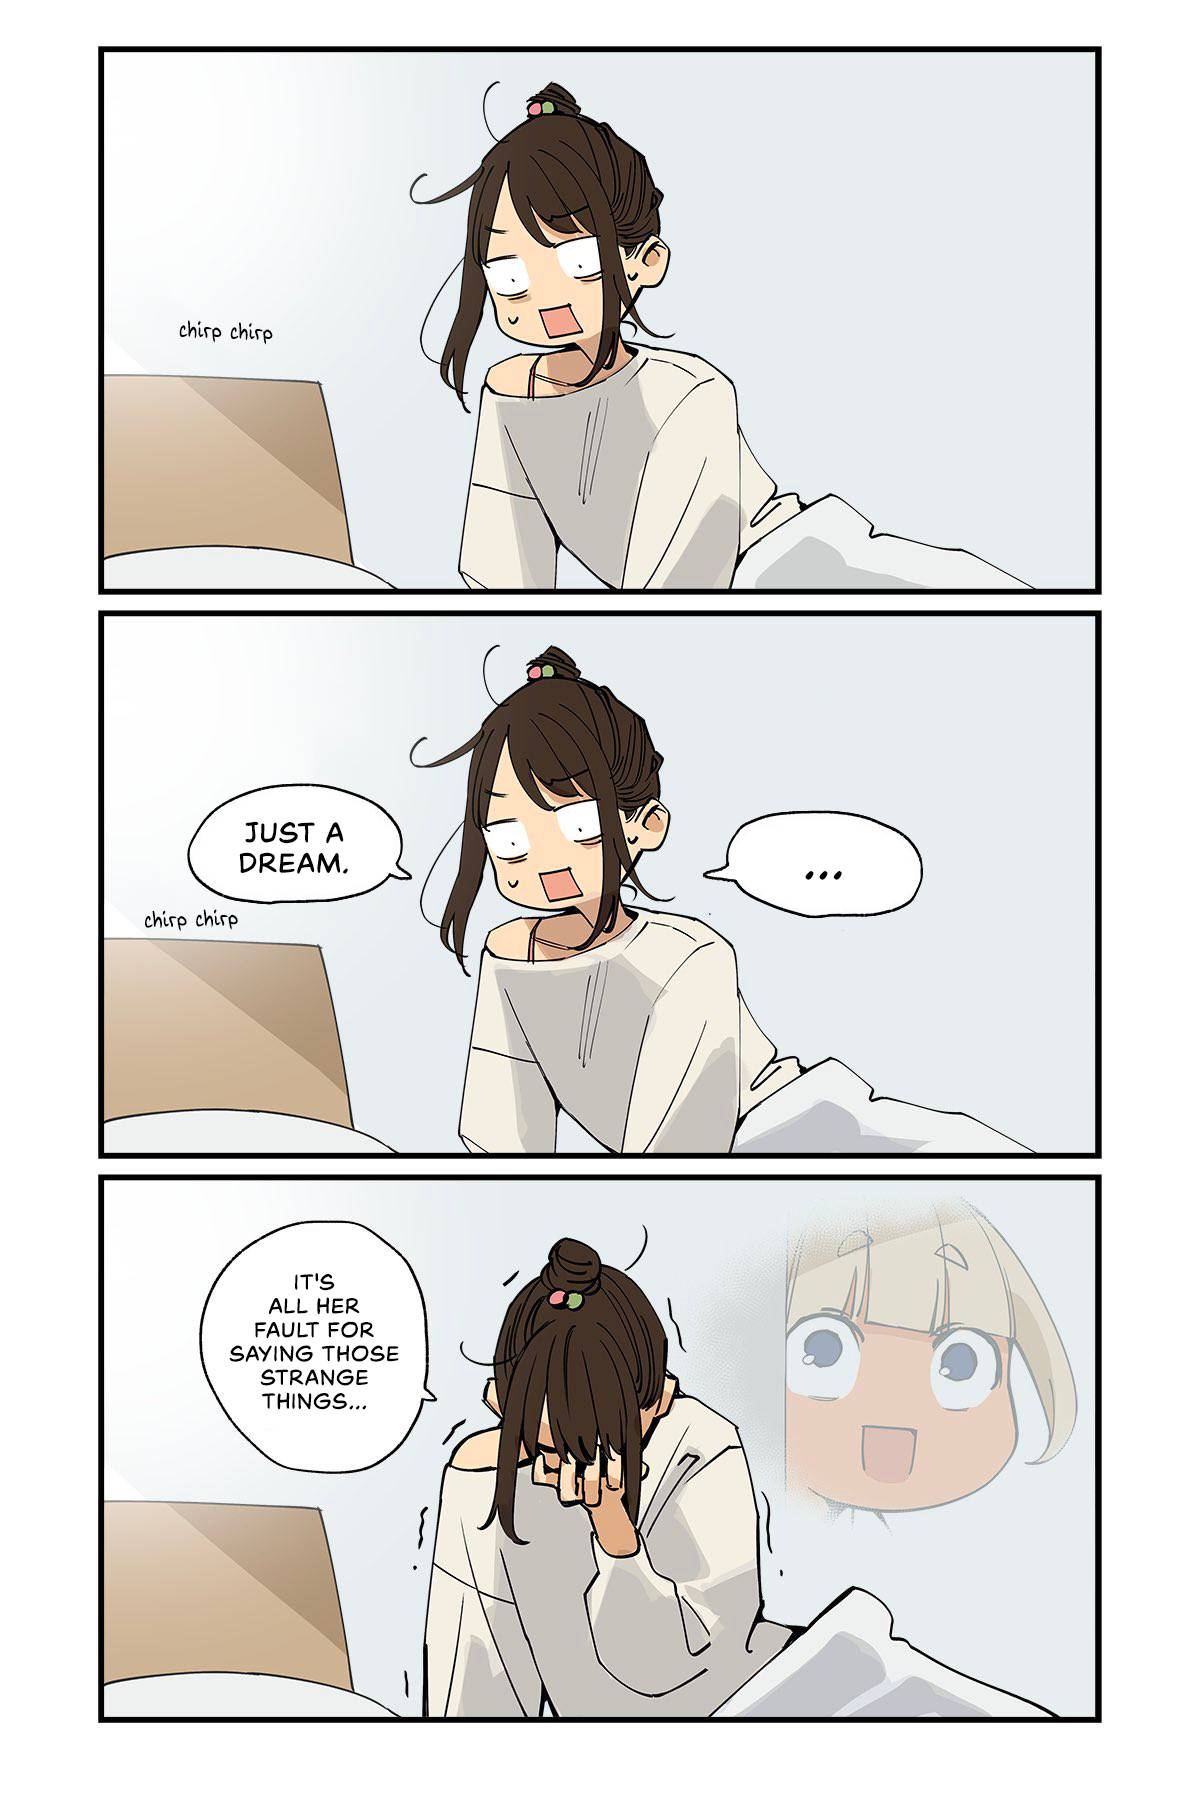 chirp chirp
JUST A
DREAM.
...
chirp chirp
IT'S
ALL HER
FAULT FOR
SAYING THOSE
STRANGE
THINGS...